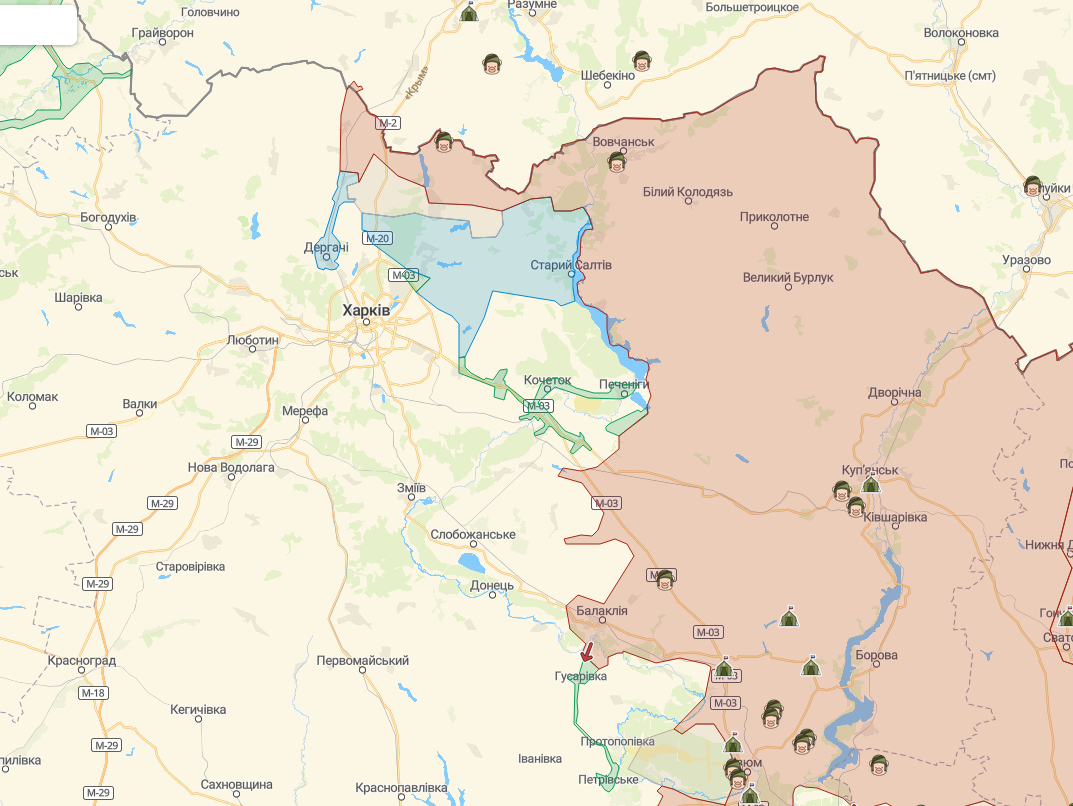 Разумне
Головчино
Большетроицкое
Грайворон
Волоконовка
«Крым»
Шебекіно
П'ятницьке (смт)
М-2
Вовчанськ
Білий Колодязь
Богодухів
Приколотне
М-20
Дергачі
Уразово
М-03
Старий Салтів
Великий Бурлук
Шарівка
Харків
Люботин
Кочеток
Печеніги
Дворічна
Коломак
Валки
М-03
Мерефа
М-03
М-29
Нова Водолага
Куп'янськ
Зміїв
М-29
М-03
Ківшарівка
М-29
Слобожанське
Старовірівка
М-29
Донець
Балаклія
М-03
Борова
Красноград
Первомайський
Гусарівка
М-03
М-18
М-03
Кегичівка
М-29
Протопопівка
Іванівка
Петрівське
Сахновщина
Краснопавлівка
М-29